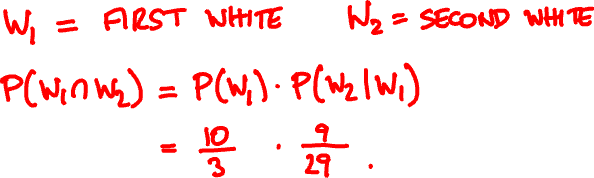 W₁ = FIRST WHITE W₂ = SECOND WHITE
P(W₁∩W₂) = P(W₁) · P(W₂|W₁)
= 10/3 · 9/29 .